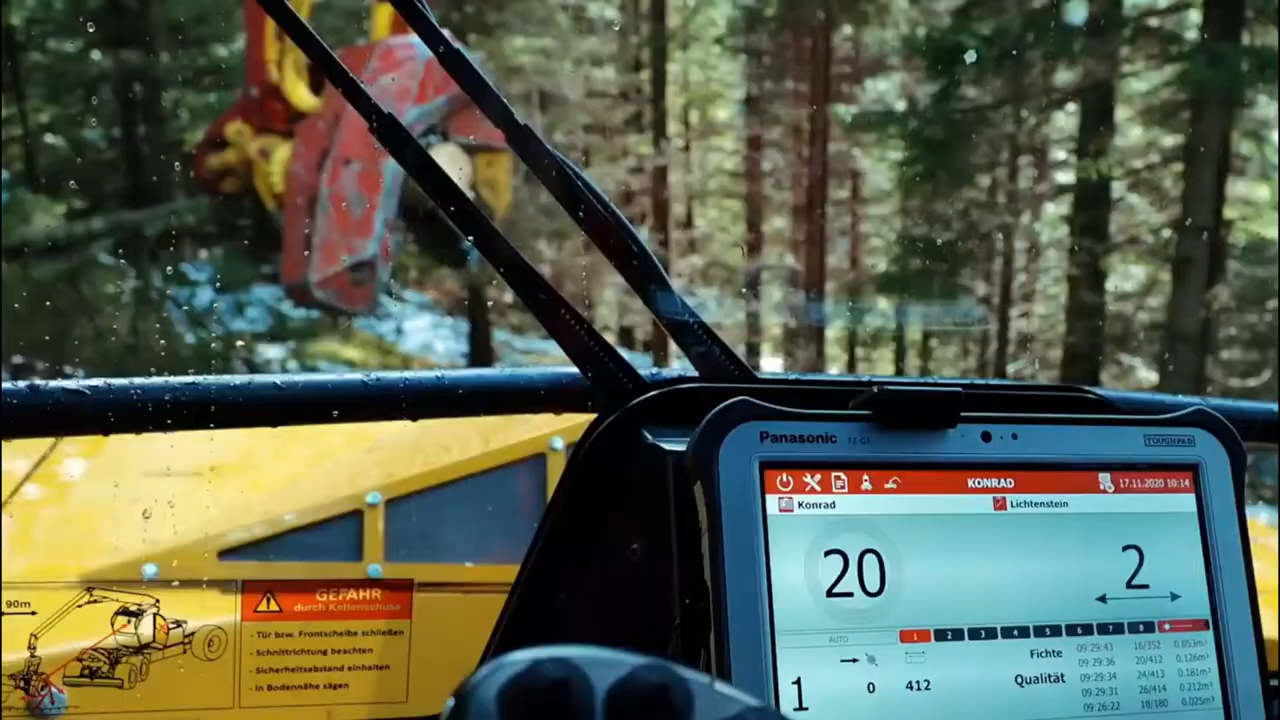 Panasonic FZ-G1 TOUGHPAD
KONRAD 17.11.2020 10:14
Konrad Lichtenstein
20 2
AUTO 1 2 3 4 5 6 7 8
1 0 412
Fichte
Qualität
09:29:43 16/352 0.053m³
09:29:36 20/412 0.126m³
09:29:34 24/413 0.181m³
09:29:31 26/414 0.212m³
09:26:22 18/180 0.025m³
90m
GEFAHR
durch Kettenschuss
- Tür bzw. Frontscheibe schließen
- Schnittrichtung beachten
- Sicherheitsabstand einhalten
- In Bodennähe sägen